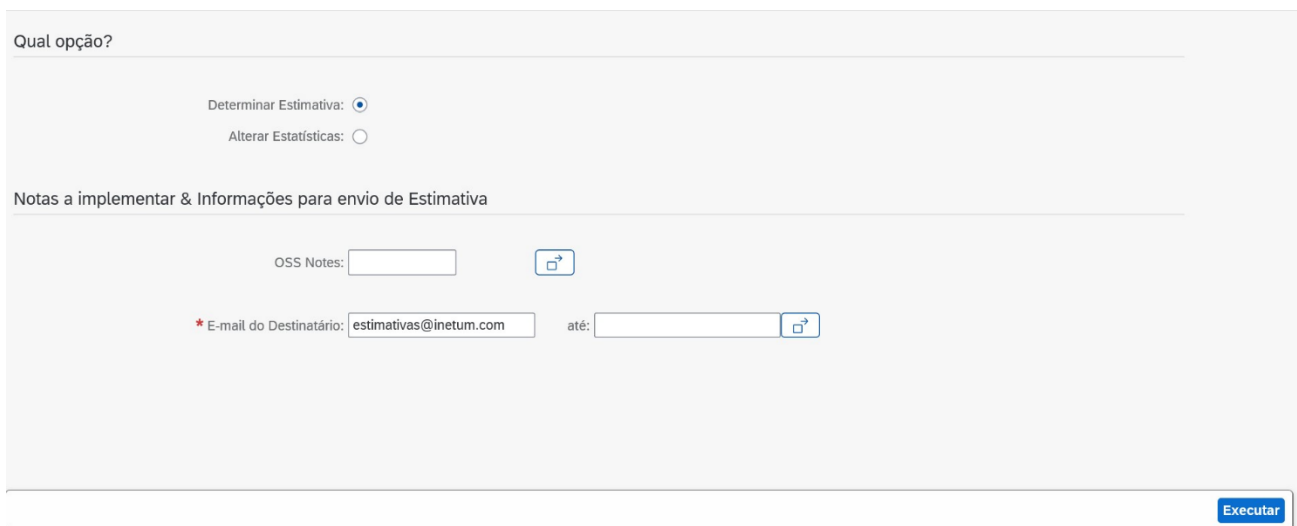 Qual opção?
Determinar Estimativa:
Alterar Estatísticas:
Notas a implementar & Informações para envio de Estimativa
OSS Notes:
* E-mail do Destinatário: estimativas@inetum.com até:
Executar